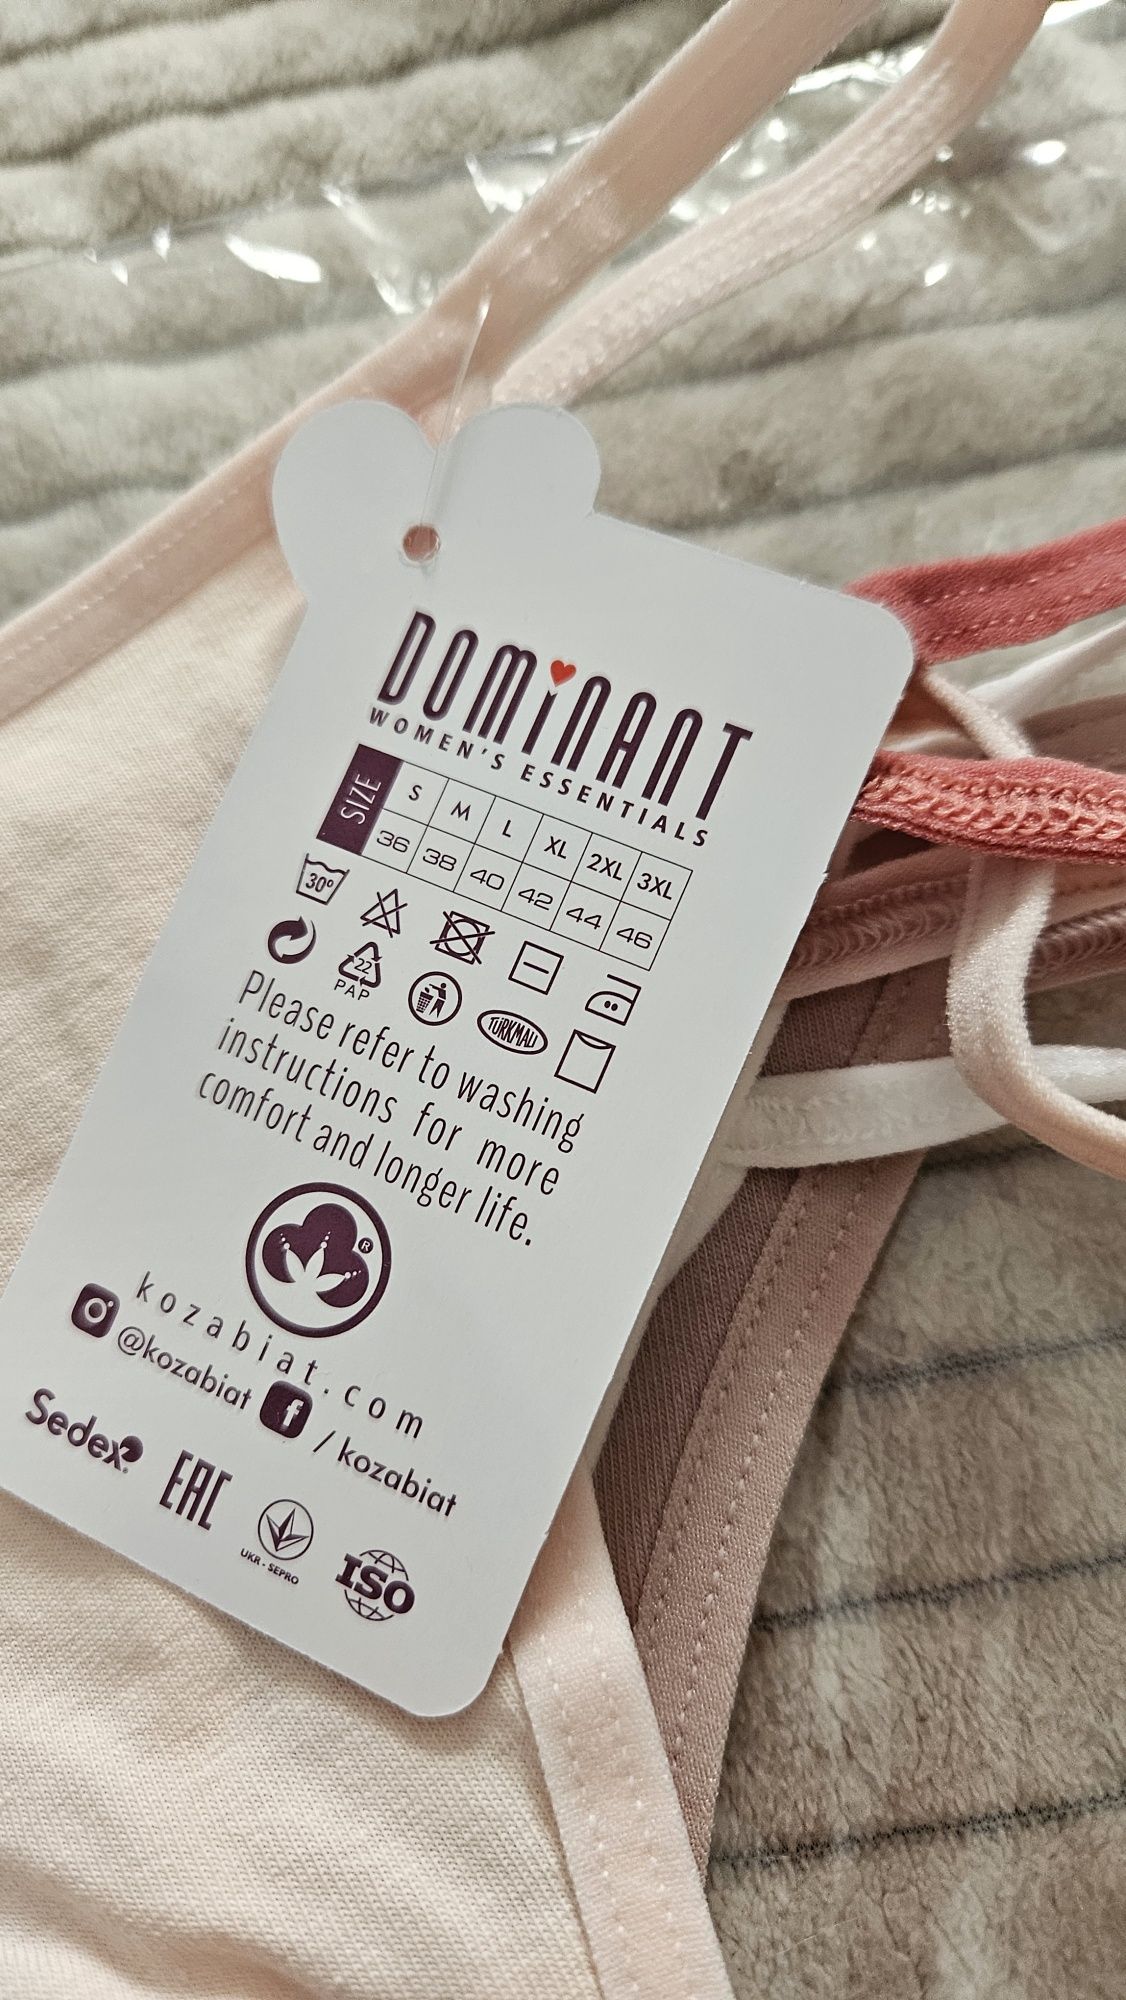 DOMiNANT
WOMEN'S ESSENTIALS
SIZE S M L XL 2XL 3XL
36 38 40 42 44 46
30°
22
PAP
TÜRKMALI
Please refer to washing
instructions for more
comfort and longer life.
®
kozabiat.com
@kozabiat /kozabiat
Sedex®
EAC
UKR-SEPRO
ISO